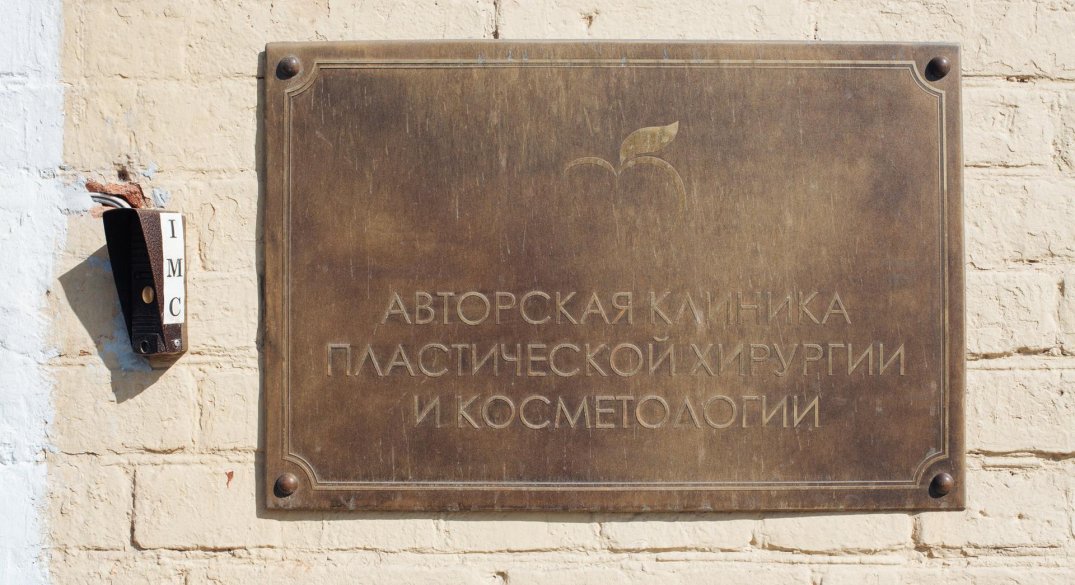 I
M
C
АВТОРСКАЯ КЛИНИКА
ПЛАСТИЧЕСКОЙ ХИРУРГИИ
И КОСМЕТОЛОГИИ